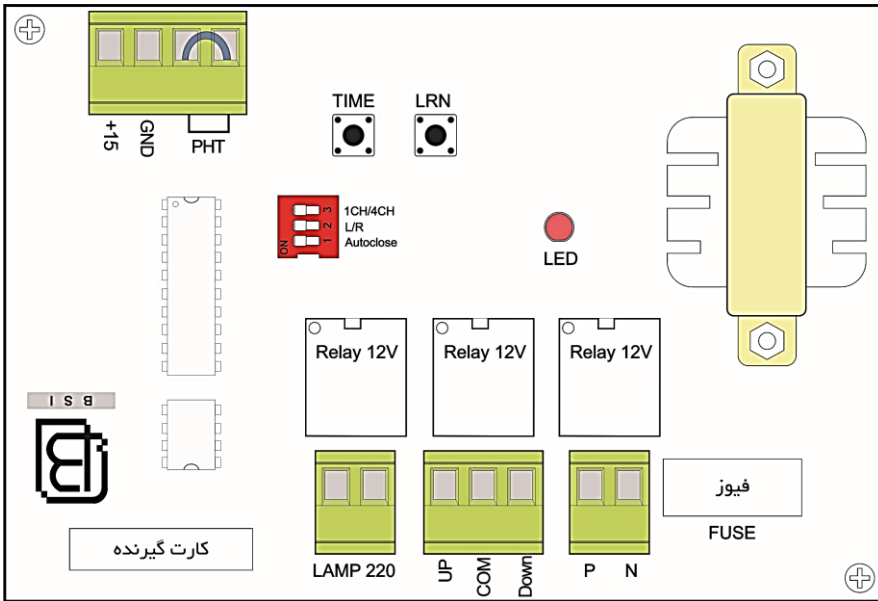 +15
GND
PHT
TIME
LRN
ON
3
1CH/4CH
2
L/R
1
Autoclose
LED
Relay 12V
Relay 12V
Relay 12V
BSI
کارت گیرنده
LAMP 220
UP
COM
Down
P
N
فیوز
FUSE